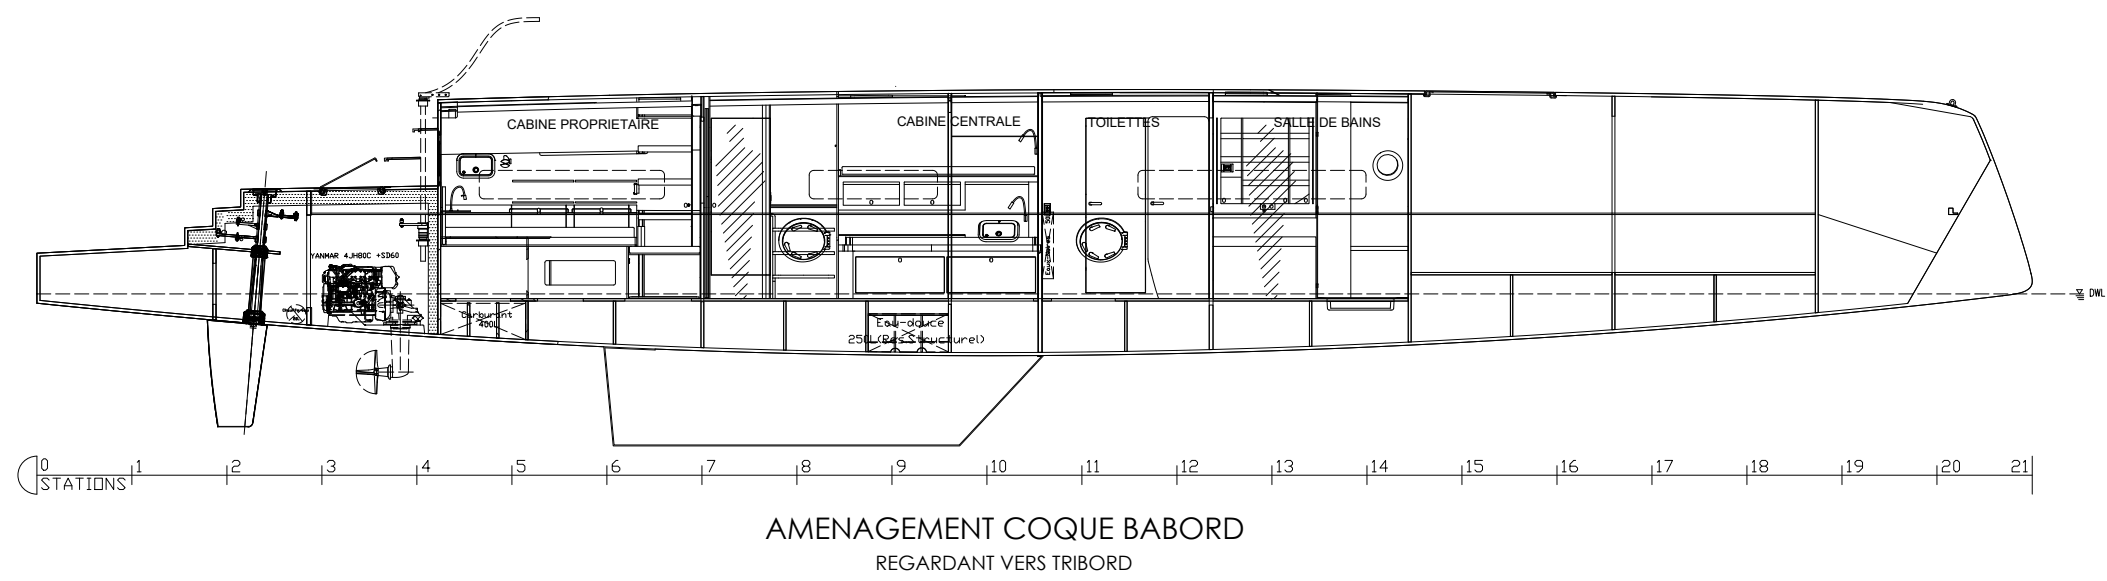 CABINE PROPRIETAIRE
CABINE CENTRALE
TOILETTES
SALLE DE BAINS
YANMAR 4JH80C +SD60
DWL
Carburant
400L
Eau-douce
250L(Res Structurel)
0 1 2 3 4 5 6 7 8 9 10 11 12 13 14 15 16 17 18 19 20 21
STATIONS
AMENAGEMENT COQUE BABORD
REGARDANT VERS TRIBORD